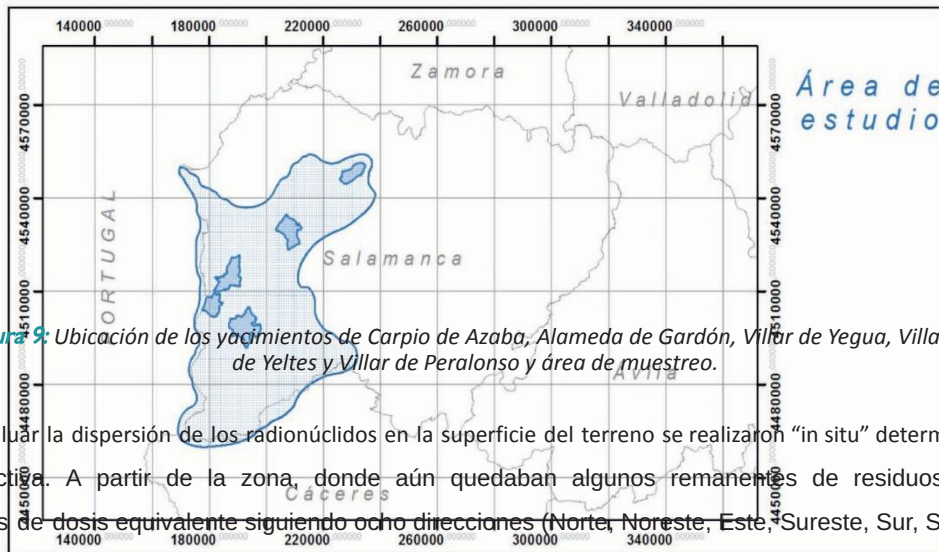 140000 180000 220000 260000 300000 340000
Zamora
Valladolid
Área de
estudio
4570000 4570000
4540000 4540000
PORTUGAL
Salamanca
4510000 4510000
9: Ubicación de los yacimientos de Carpio de Azaba, Alameda de Gardón, Villar de Yegua,
de Yeltes y Villar de Peralonso y área de muestreo.
Ávila
4480000 4480000
la dispersión de los radionúclidos en la superficie del terreno se realizaron “in situ”
A partir de la zona, donde aún quedaban algunos remanentes de residuos
Cáceres
4450000 4450000
de dosis equivalente siguiendo ocho direcciones (Norte, Noreste, Este, Sureste, Sur,
140000 180000 220000 260000 300000 340000